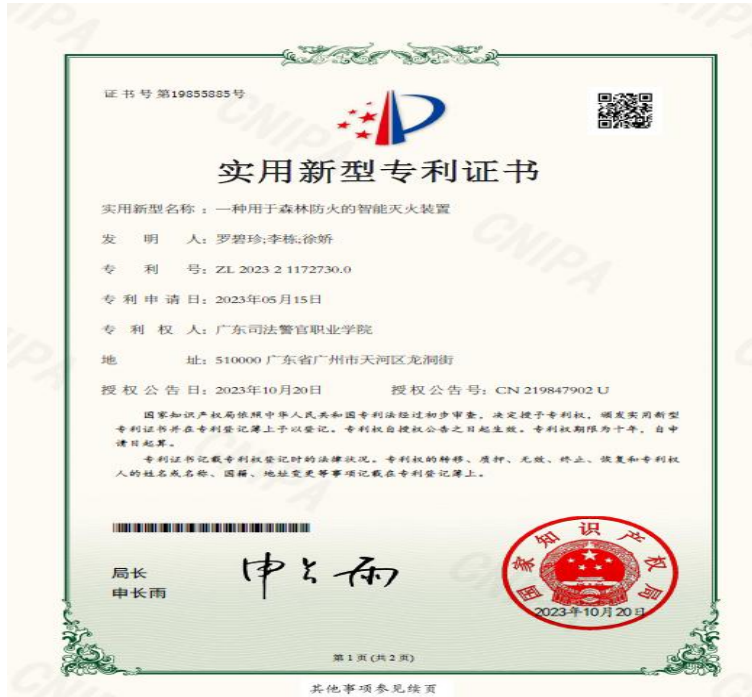 证书号第19855885号
实用新型专利证书
实用新型名称：一种用于森林防火的智能灭火装置
发明人：罗碧珍;李栋;徐娇
专利号：ZL 2023 2 1172730.0
专利申请日：2023年05月15日
专利权人：广东司法警官职业学院
地址：510000 广东省广州市天河区龙洞街
授权公告日：2023年10月20日 授权公告号：CN 219847902 U
国家知识产权局依照中华人民共和国专利法经过初步审查，决定授予专利权，颁发实用新型
专利证书并在专利登记簿上予以登记。专利权自授权公告之日起生效。专利权期限为十年，自申
请日起算。
专利证书记载专利权登记时的法律状况。专利权的转移、质押、无效、终止、恢复和专利权
人的姓名或名称、国籍、地址变更等事项记载在专利登记簿上。
局长
申长雨
申长雨
国家知识产权局
2023年10月20日
第1页(共2页)
其他事项参见续页
CNIPA
CNIPA
CNIPA
CNIPA